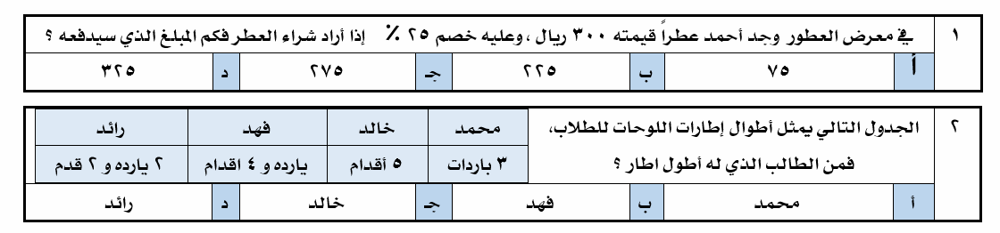 ١ في معرض العطور وجد أحمد عطراً قيمته ٣٠٠ ريال ، وعليه خصم ٢٥ ٪ إذا أراد شراء العطر فكم المبلغ الذي سيدفعه ؟
أ ٧٥ ب ٢٢٥ جـ ٢٧٥ د ٣٢٥
٢ الجدول التالي يمثل أطوال إطارات اللوحات للطلاب،
فمن الطالب الذي له أطول اطار ؟
محمد خالد فهد رائد
٣ ياردات ٥ أقدام يارده و ٤ اقدام ٢ يارده و ٢ قدم
أ محمد ب فهد جـ خالد د رائد